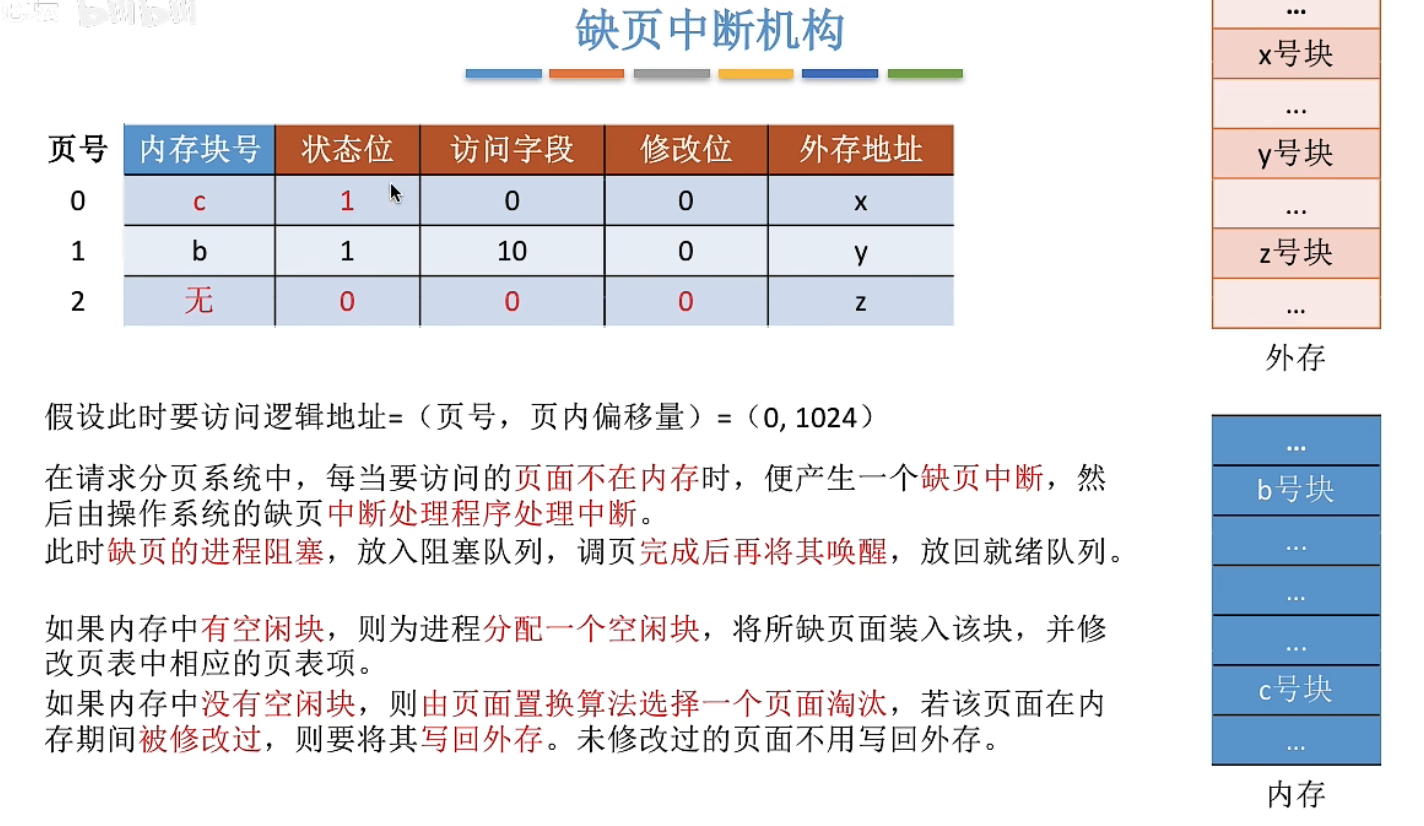 缺页中断机构
页号 内存块号 状态位 访问字段 修改位 外存地址
0 c 1 0 0 x
1 b 1 10 0 y
2 无 0 0 0 z
假设此时要访问逻辑地址=（页号，页内偏移量）=（0, 1024）
在请求分页系统中，每当要访问的页面不在内存时，便产生一个缺页中断，然
后由操作系统的缺页中断处理程序处理中断。
此时缺页的进程阻塞，放入阻塞队列，调页完成后再将其唤醒，放回就绪队列。
如果内存中有空闲块，则为进程分配一个空闲块，将所缺页面装入该块，并修
改页表中相应的页表项。
如果内存中没有空闲块，则由页面置换算法选择一个页面淘汰，若该页面在内
存期间被修改过，则要将其写回外存。未修改过的页面不用写回外存。
...
x号块
...
y号块
...
z号块
...
外存
...
b号块
...
...
...
c号块
...
内存